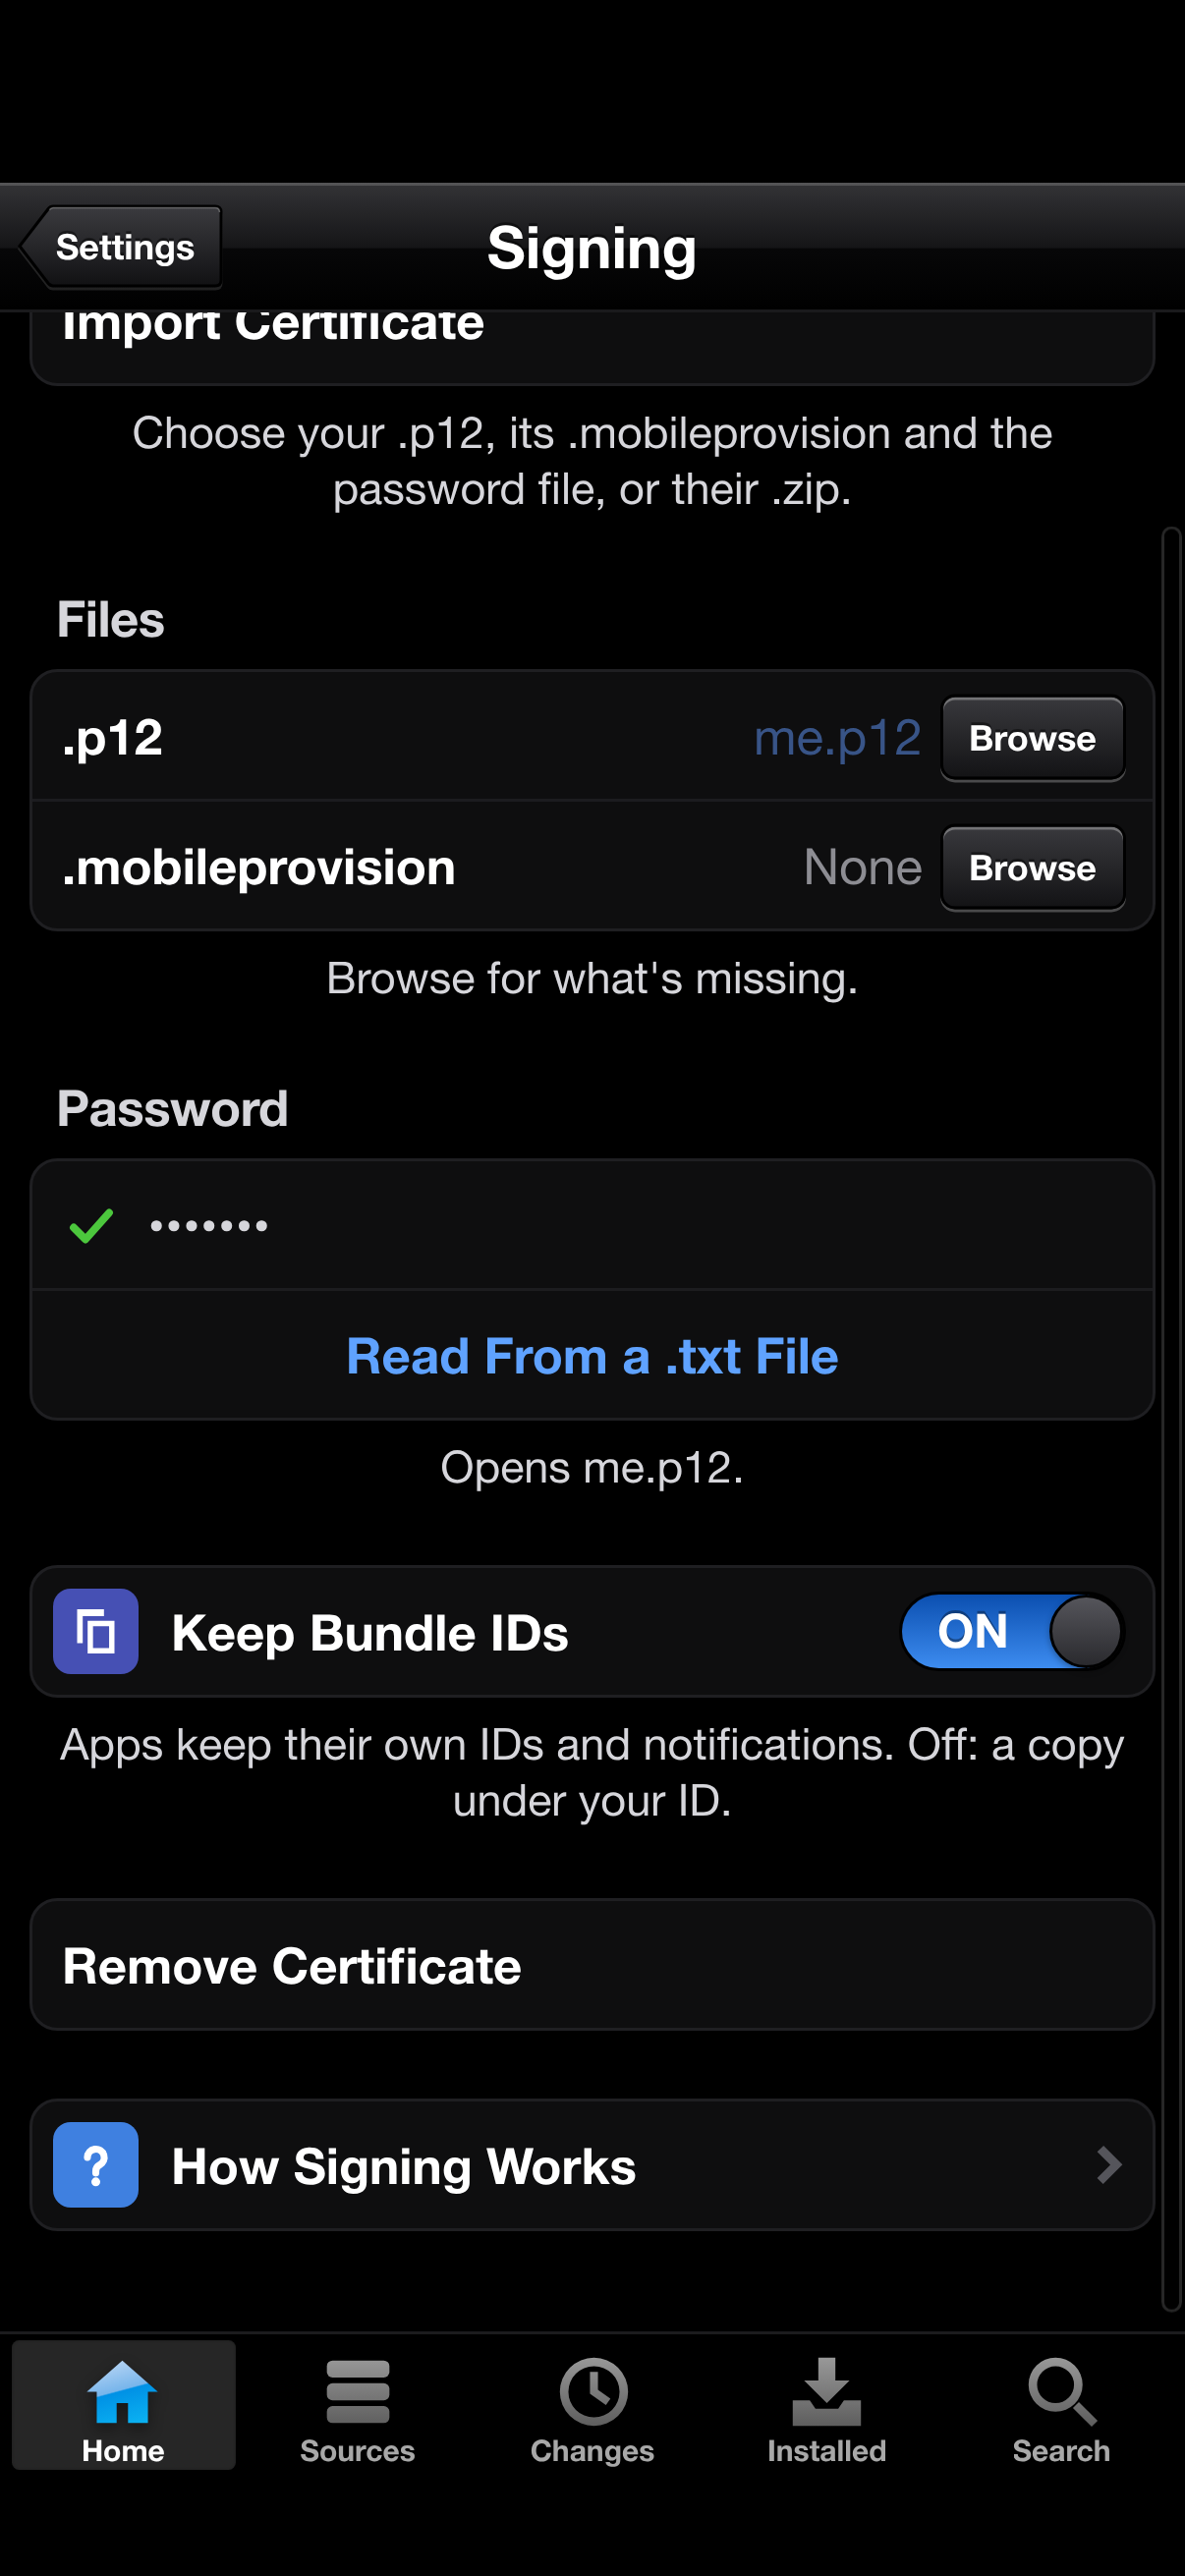 Settings
Signing
Import Certificate
Choose your .p12, its .mobileprovision and the
password file, or their .zip.
Files
.p12
me.p12
Browse
.mobileprovision
None
Browse
Browse for what's missing.
Password
•••••••
Read From a .txt File
Opens me.p12.
Keep Bundle IDs
ON
Apps keep their own IDs and notifications. Off: a copy
under your ID.
Remove Certificate
?
How Signing Works
Home
Sources
Changes
Installed
Search